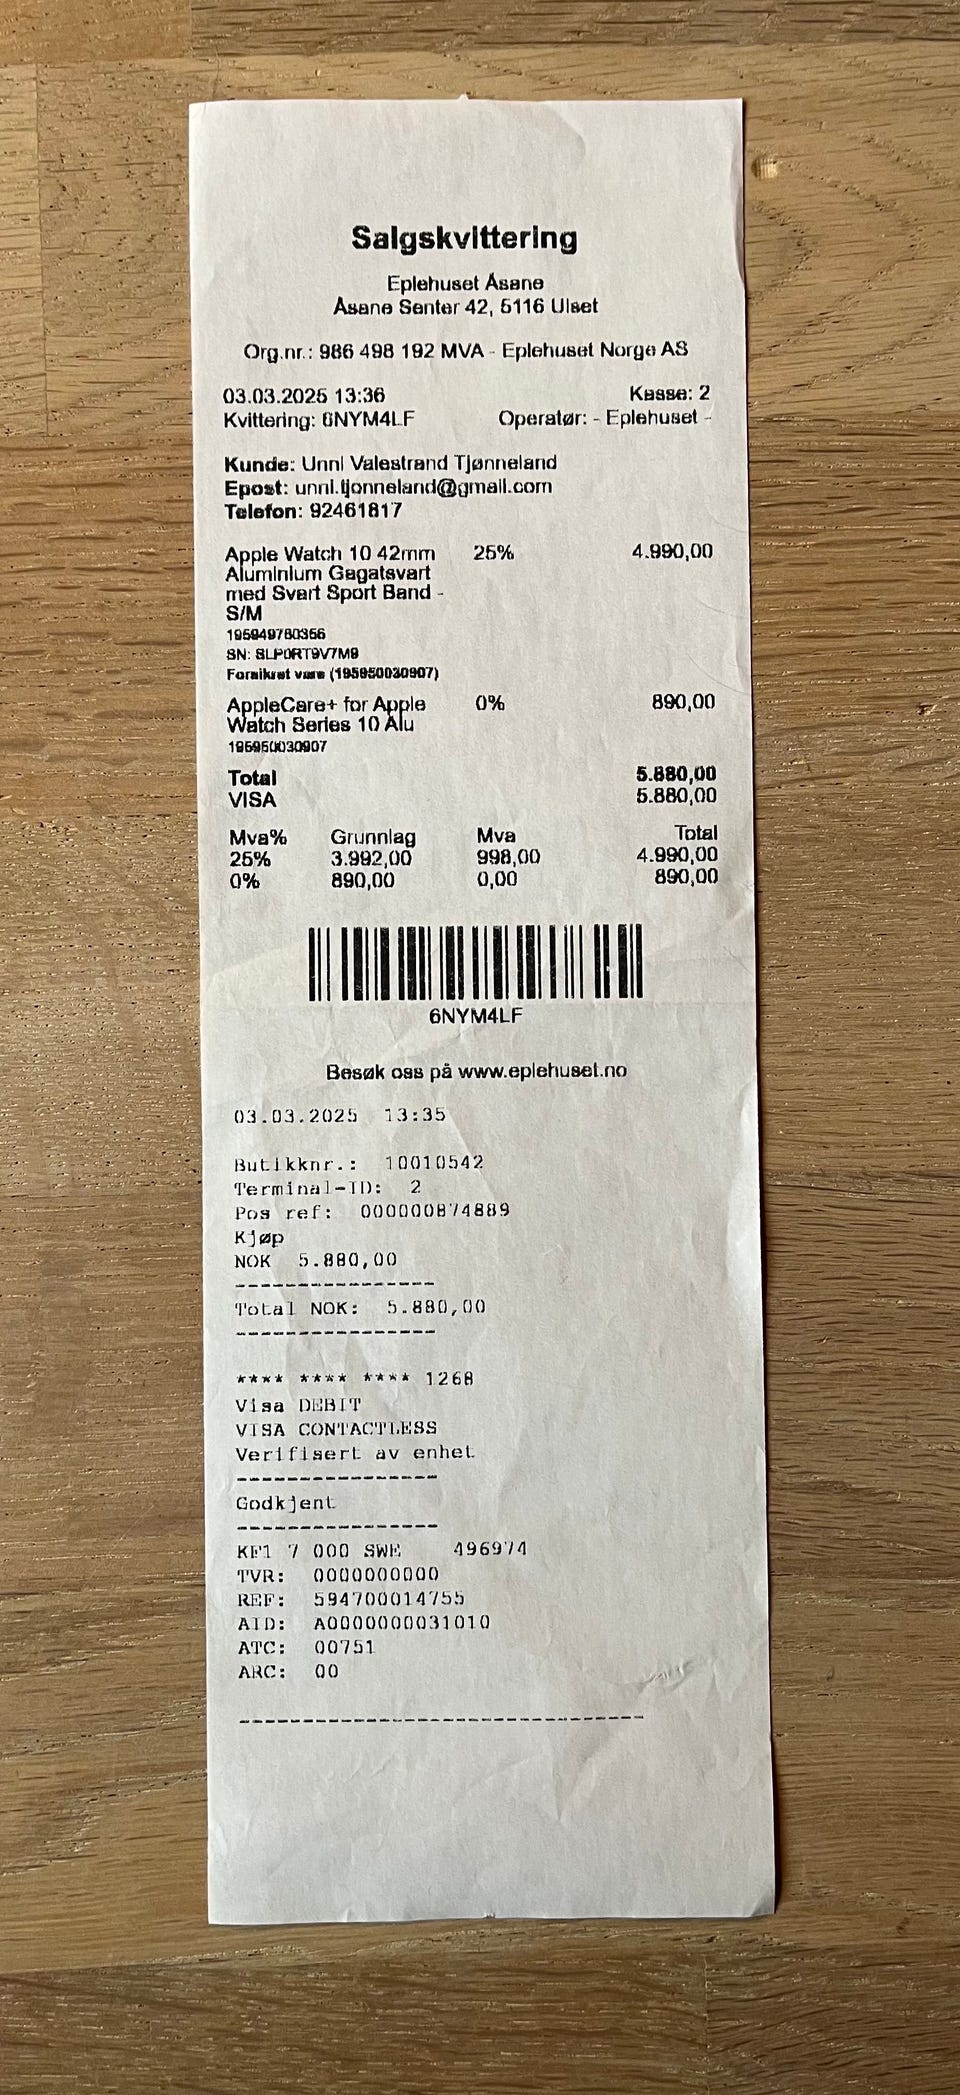 Salgskvittering
Eplehuset Åsane
Åsane Senter 42, 5116 Ulset
Org.nr.: 986 498 192 MVA - Eplehuset Norge AS
03.03.2025 13:36 Kasse: 2
Kvittering: 6NYM4LF Operatør: - Eplehuset -
Kunde: Unni Valestrand Tjønneland
Epost: unni.tjonneland@gmail.com
Telefon: 92461817
Apple Watch 10 42mm 25% 4.990,00
Aluminium Gagatsvart
med Svart Sport Band -
S/M
195949780356
SN: SLP0RT9V7M9
Forsikret vare (195950030907)
AppleCare+ for Apple 0% 890,00
Watch Series 10 Alu
195950030907
Total 5.880,00
VISA 5.880,00
Mva% Grunnlag Mva Total
25% 3.992,00 998,00 4.990,00
0% 890,00 0,00 890,00
6NYM4LF
Besøk oss på www.eplehuset.no
03.03.2025 13:35
Butikknr.: 10010542
Terminal-ID: 2
Pos ref: 000000874889
Kjøp
NOK 5.880,00
----------------
Total NOK: 5.880,00
----------------
**** **** **** 1268
Visa DEBIT
VISA CONTACTLESS
Verifisert av enhet
----------------
Godkjent
----------------
KF1 7 000 SWE 496974
TVR: 0000000000
REF: 594700014755
AID: A0000000031010
ATC: 00751
ARC: 00
--------------------------------